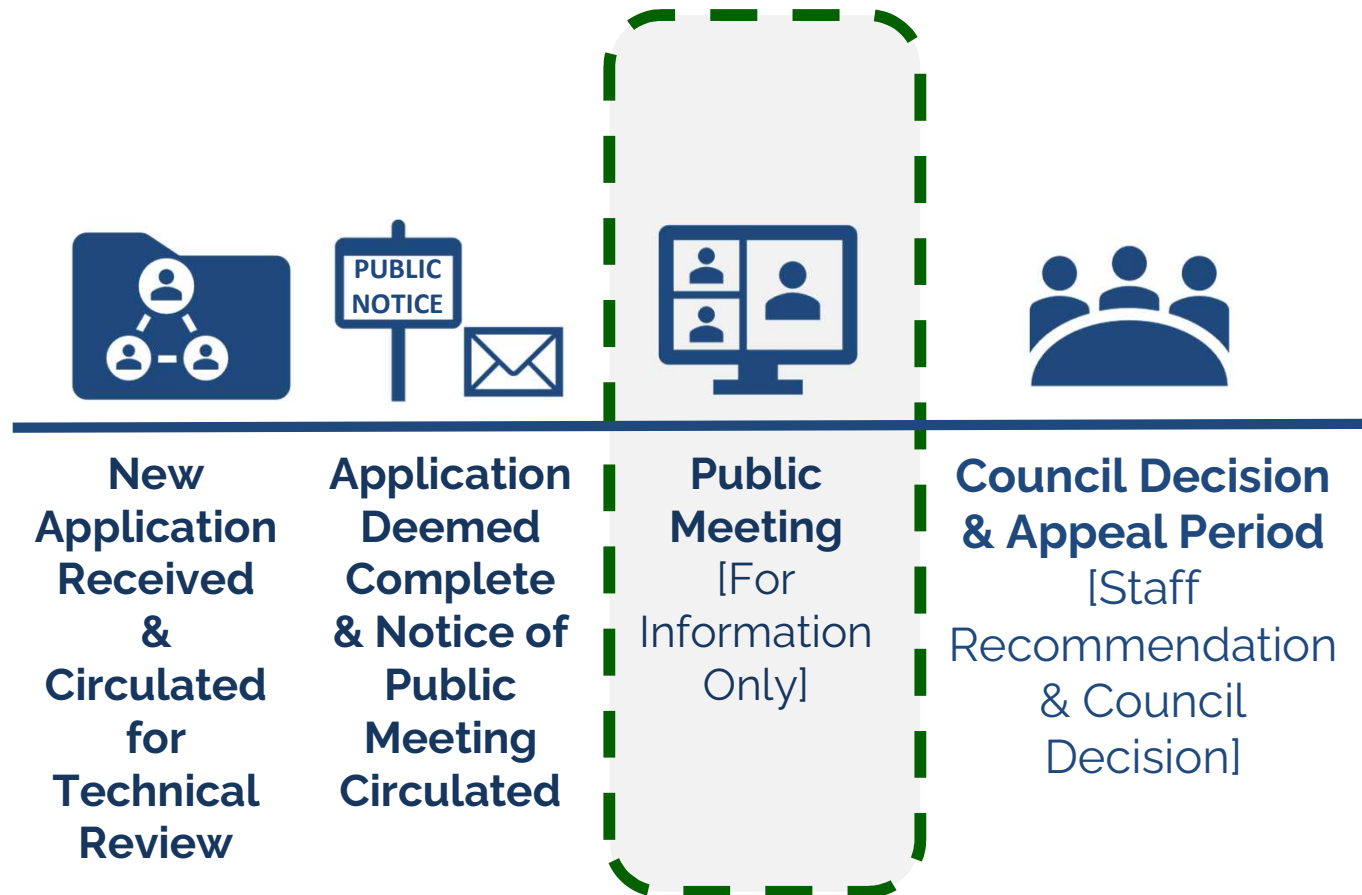 PUBLIC
NOTICE
New
Application
Received
&
Circulated
for
Technical
Review
Application
Deemed
Complete
& Notice of
Public
Meeting
Circulated
Public
Meeting
[For
Information
Only]
Council Decision
& Appeal Period
[Staff
Recommendation
& Council
Decision]